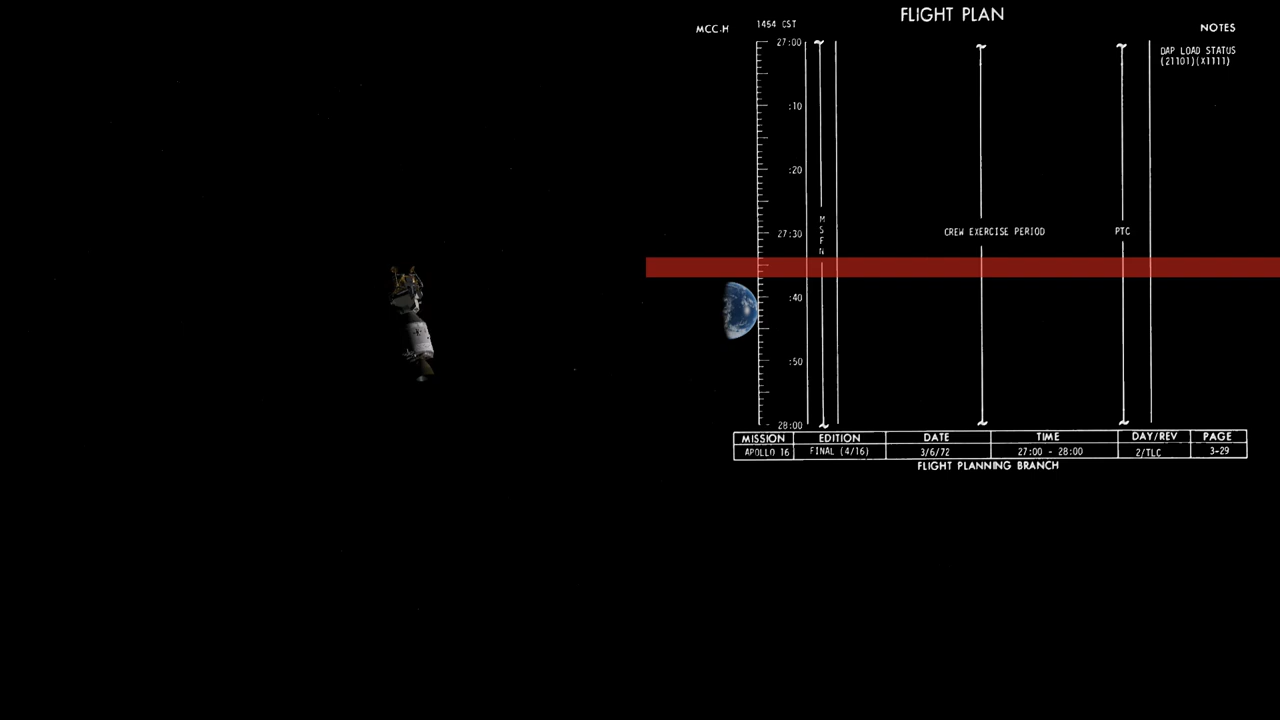 FLIGHT PLAN
MCC-H
1454 CST
NOTES
27:00
DAP LOAD STATUS
(21101)(X1111)
:10
:20
MSFN
27:30
CREW EXERCISE PERIOD
PTC
:40
:50
28:00
MISSION EDITION DATE TIME DAY/REV PAGE
APOLLO 16 FINAL (4/16) 3/6/72 27:00 - 28:00 2/TLC 3-29
FLIGHT PLANNING BRANCH